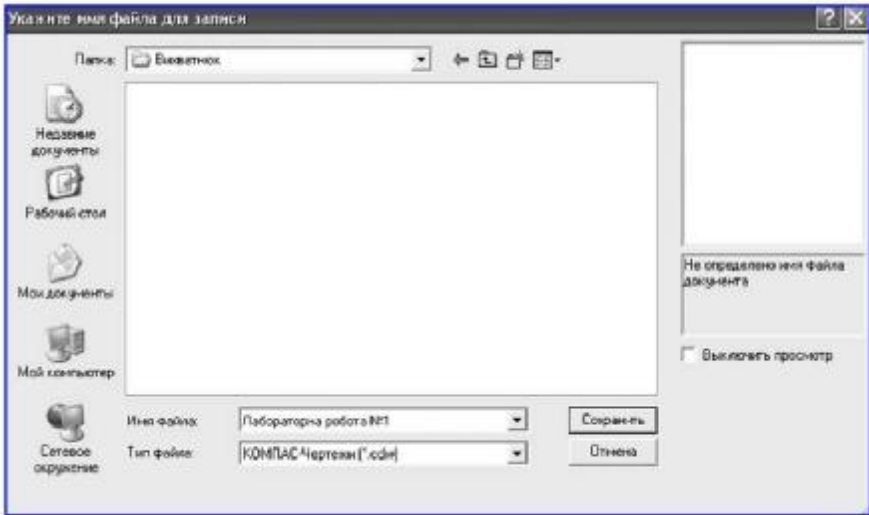 Укажите имя файла для записи
Папка:
Недавние
документы
Рабочий стол
Мои документы
Мой компьютер
Сетевое
окружение
Имя файла: Лабораторна робота №1
Сохранить
Тип файла: КОМПАС-Чертежи (*.cdw)
Отмена
Не определено имя файла
документа
Выключить просмотр